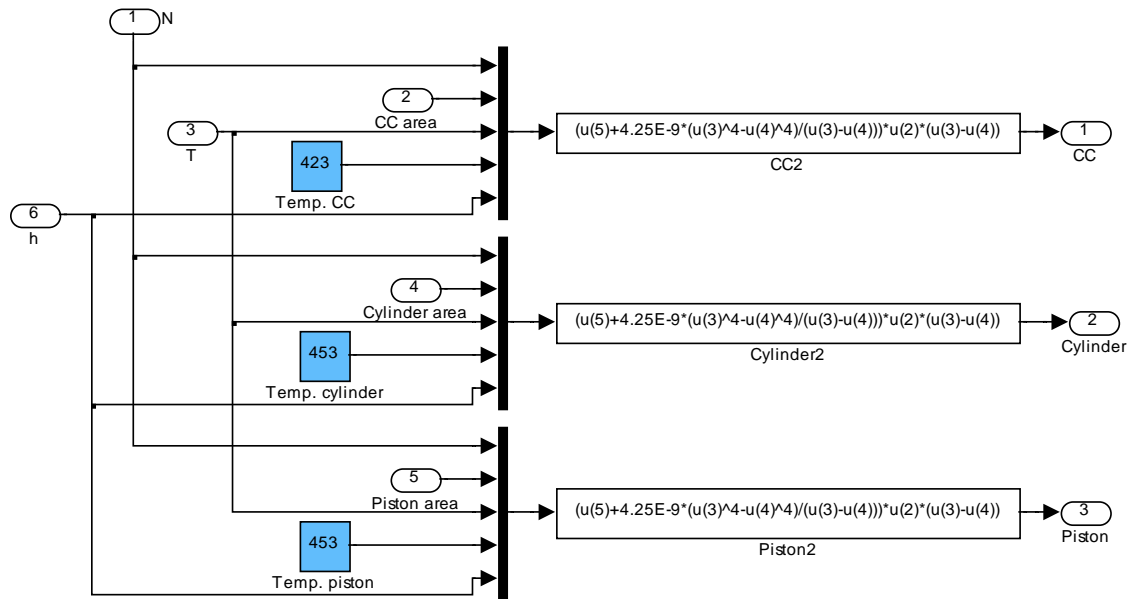 1
N
2
CC area
3
T
423
Temp. CC
6
h
(u(5)+4.25E-9*(u(3)^4-u(4)^4)/(u(3)-u(4)))*u(2)*(u(3)-u(4))
CC2
1
CC
4
Cylinder area
453
Temp. cylinder
(u(5)+4.25E-9*(u(3)^4-u(4)^4)/(u(3)-u(4)))*u(2)*(u(3)-u(4))
Cylinder2
2
Cylinder
5
Piston area
453
Temp. piston
(u(5)+4.25E-9*(u(3)^4-u(4)^4)/(u(3)-u(4)))*u(2)*(u(3)-u(4))
Piston2
3
Piston